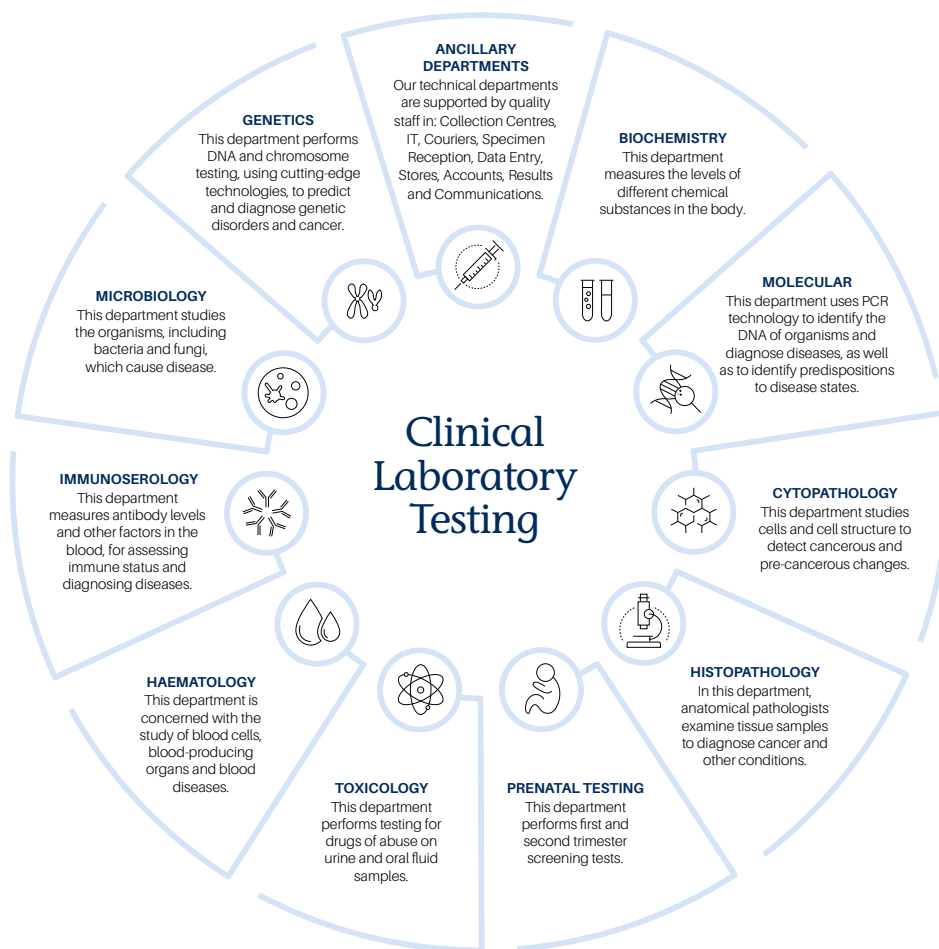 Clinical
Laboratory
Testing
ANCILLARY
DEPARTMENTS
Our technical departments
are supported by quality
staff in: Collection Centres,
IT, Couriers, Specimen
Reception, Data Entry,
Stores, Accounts, Results
and Communications.
BIOCHEMISTRY
This department
measures the levels of
different chemical
substances in the body.
MOLECULAR
This department uses PCR
technology to identify the
DNA of organisms and
diagnose diseases, as well
as to identify predispositions
to disease states.
CYTOPATHOLOGY
This department studies
cells and cell structure to
detect cancerous and
pre-cancerous changes.
HISTOPATHOLOGY
In this department,
anatomical pathologists
examine tissue samples
to diagnose cancer and
other conditions.
PRENATAL TESTING
This department
performs first and
second trimester
screening tests.
TOXICOLOGY
This department
performs testing for
drugs of abuse on
urine and oral fluid
samples.
HAEMATOLOGY
This department is
concerned with the
study of blood cells,
blood-producing
organs and blood
diseases.
IMMUNOSEROLOGY
This department
measures antibody levels
and other factors in the
blood, for assessing
immune status and
diagnosing diseases.
MICROBIOLOGY
This department studies
the organisms, including
bacteria and fungi,
which cause disease.
GENETICS
This department performs
DNA and chromosome
testing, using cutting-edge
technologies, to predict
and diagnose genetic
disorders and cancer.